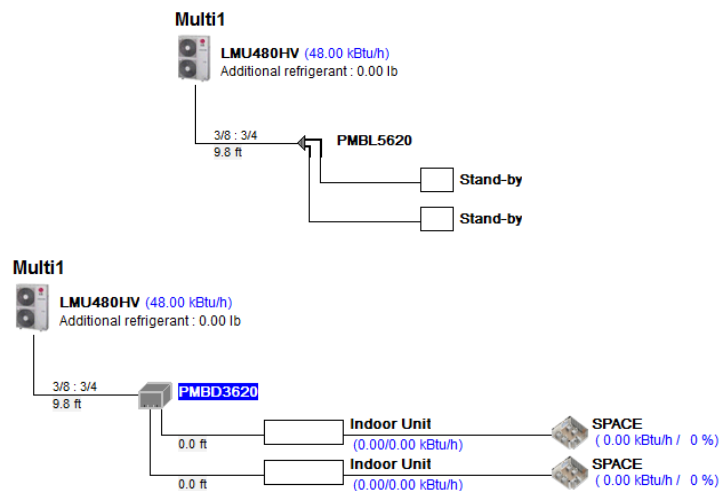 Multi1
LMU480HV (48.00 kBtu/h)
Additional refrigerant : 0.00 lb
3/8 : 3/4
9.8 ft
PMBL5620
Stand-by
Stand-by
Multi1
LMU480HV (48.00 kBtu/h)
Additional refrigerant : 0.00 lb
3/8 : 3/4
9.8 ft
PMBD3620
0.0 ft
Indoor Unit
(0.00/0.00 kBtu/h)
SPACE
( 0.00 kBtu/h / 0 %)
0.0 ft
Indoor Unit
(0.00/0.00 kBtu/h)
SPACE
( 0.00 kBtu/h / 0 %)